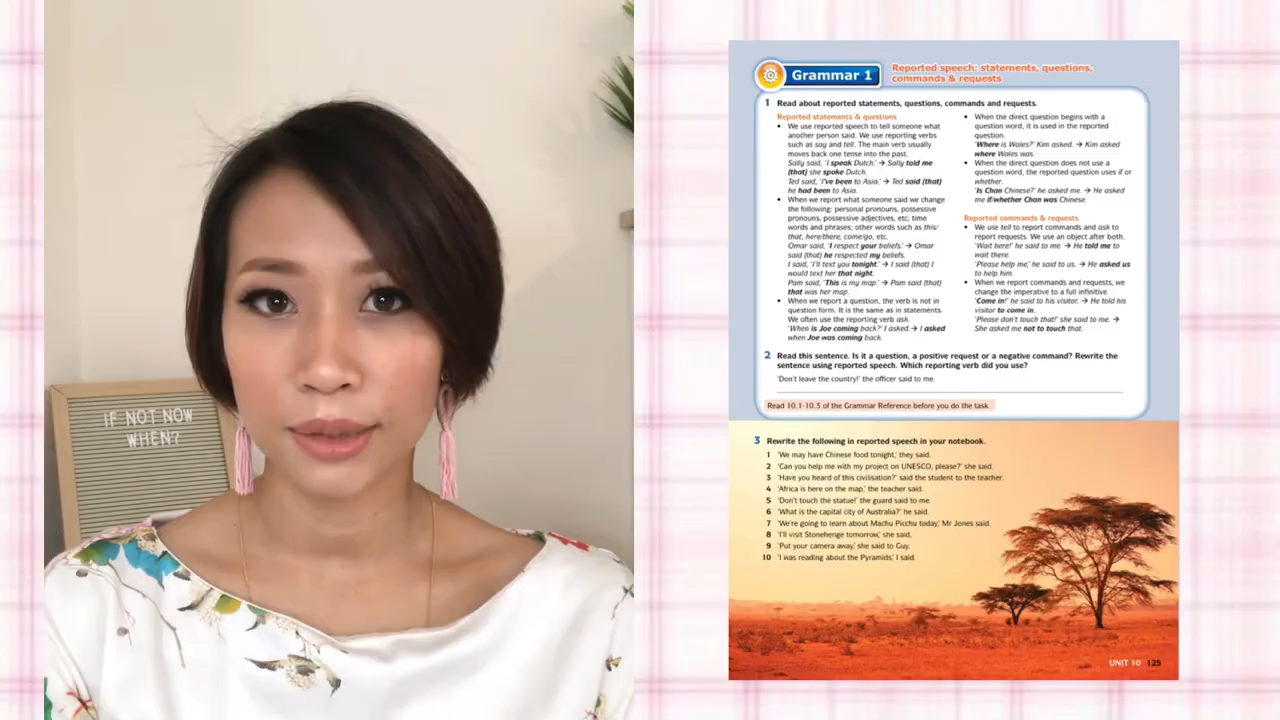 IF NOT NOW
WHEN?
Grammar 1
Reported speech: statements, questions,
commands & requests
1 Read about reported statements, questions, commands and requests.
Reported statements & questions
• We use reported speech to tell someone what
another person said. We use reporting verbs
such as say and tell. The main verb usually
moves back one tense into the past.
Sally said, 'I speak Dutch.' → Sally told me
(that) she spoke Dutch.
Ted said, 'I've been to Asia.' → Ted said (that)
he had been to Asia.
• When we report what someone said we change
the following: personal pronouns, possessive
pronouns, possessive adjectives, etc; time
words and phrases; other words such as this/
that, here/there, come/go, etc.
Omar said, 'I respect your beliefs.' → Omar
said (that) he respected my beliefs.
I said, 'I'll text you tonight.' → I said (that) I
would text her that night.
Pam said, 'This is my map.' → Pam said (that)
that was her map.
• When we report a question, the verb is not in
question form. It is the same as in statements.
We often use the reporting verb ask.
'When is Joe coming back?' I asked. → I asked
when Joe was coming back.
• When the direct question begins with a
question word, it is used in the reported
question.
'Where is Wales?' Kim asked. → Kim asked
where Wales was.
• When the direct question does not use a
question word, the reported question uses if or
whether.
'Is Chan Chinese?' he asked me. → He asked
me if/whether Chan was Chinese.
Reported commands & requests
• We use tell to report commands and ask to
report requests. We use an object after both.
'Wait here!' he said to me. → He told me to
wait there.
'Please help me,' he said to us. → He asked us
to help him.
• When we report commands and requests, we
change the imperative to a full infinitive.
'Come in!' he said to his visitor. → He told his
visitor to come in.
'Please don't touch that!' she said to me. →
She asked me not to touch that.
2 Read this sentence. Is it a question, a positive request or a negative command? Rewrite the
sentence using reported speech. Which reporting verb did you use?
'Don't leave the country!' the officer said to me.
Read 10.1-10.5 of the Grammar Reference before you do the task.
3 Rewrite the following in reported speech in your notebook.
1 'We may have Chinese food tonight,' they said.
2 'Can you help me with my project on UNESCO, please?' she said.
3 'Have you heard of this civilisation?' said the student to the teacher.
4 'Africa is here on the map,' the teacher said.
5 'Don't touch the statue!' the guard said to me.
6 'What is the capital city of Australia?' he said.
7 'We're going to learn about Machu Picchu today,' Mr Jones said.
8 'I'll visit Stonehenge tomorrow,' she said.
9 'Put your camera away,' she said to Guy.
10 'I was reading about the Pyramids,' I said.
UNIT 10 125